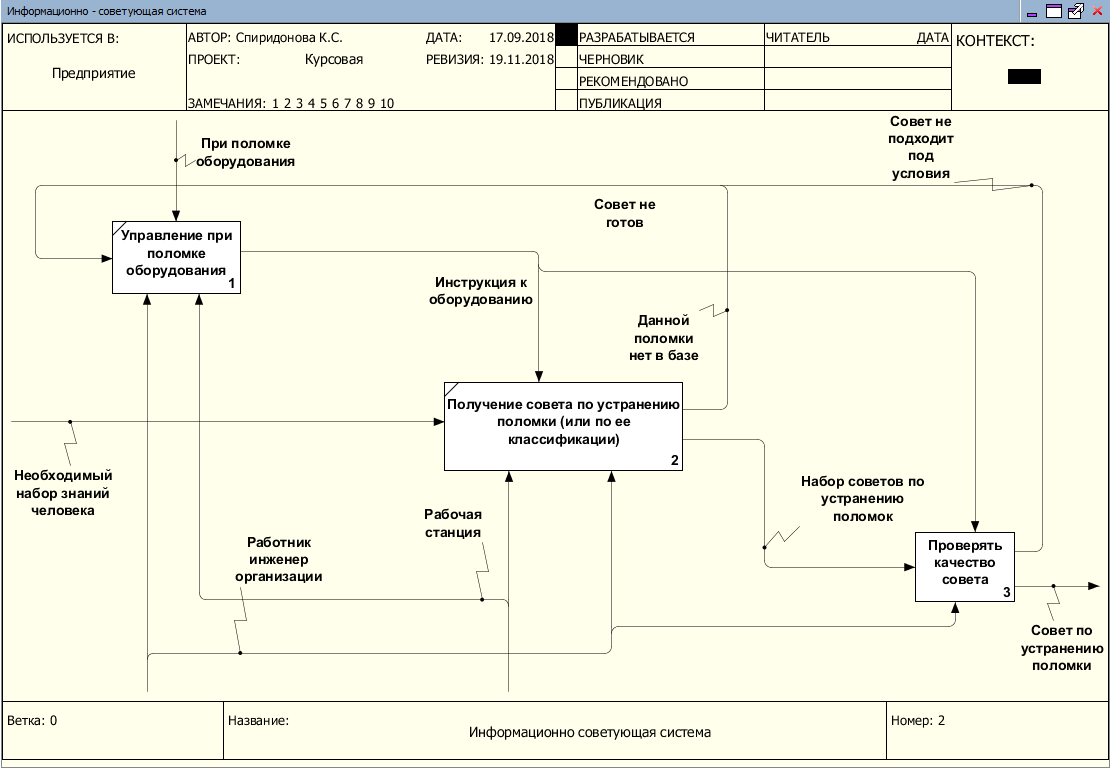 Информационно - советующая система
ИСПОЛЬЗУЕТСЯ В:
Предприятие
АВТОР: Спиридонова К.С.
ДАТА: 17.09.2018
ПРОЕКТ: Курсовая
РЕВИЗИЯ: 19.11.2018
ЗАМЕЧАНИЯ: 1 2 3 4 5 6 7 8 9 10
РАЗРАБАТЫВАЕТСЯ
ЧЕРНОВИК
РЕКОМЕНДОВАНО
ПУБЛИКАЦИЯ
ЧИТАТЕЛЬ ДАТА
КОНТЕКСТ:
При поломке
оборудования
Совет не
подходит
под
условия
Совет не
готов
Управление при
поломке
оборудования
1
Инструкция к
оборудованию
Данной
поломки
нет в базе
Получение совета по устранению
поломки (или по ее
классификации)
2
Необходимый
набор знаний
человека
Набор советов по
устранению
поломок
Рабочая
станция
Работник
инженер
организации
Проверять
качество
совета
3
Совет по
устранению
поломки
Ветка: 0
Название:
Информационно советующая система
Номер: 2